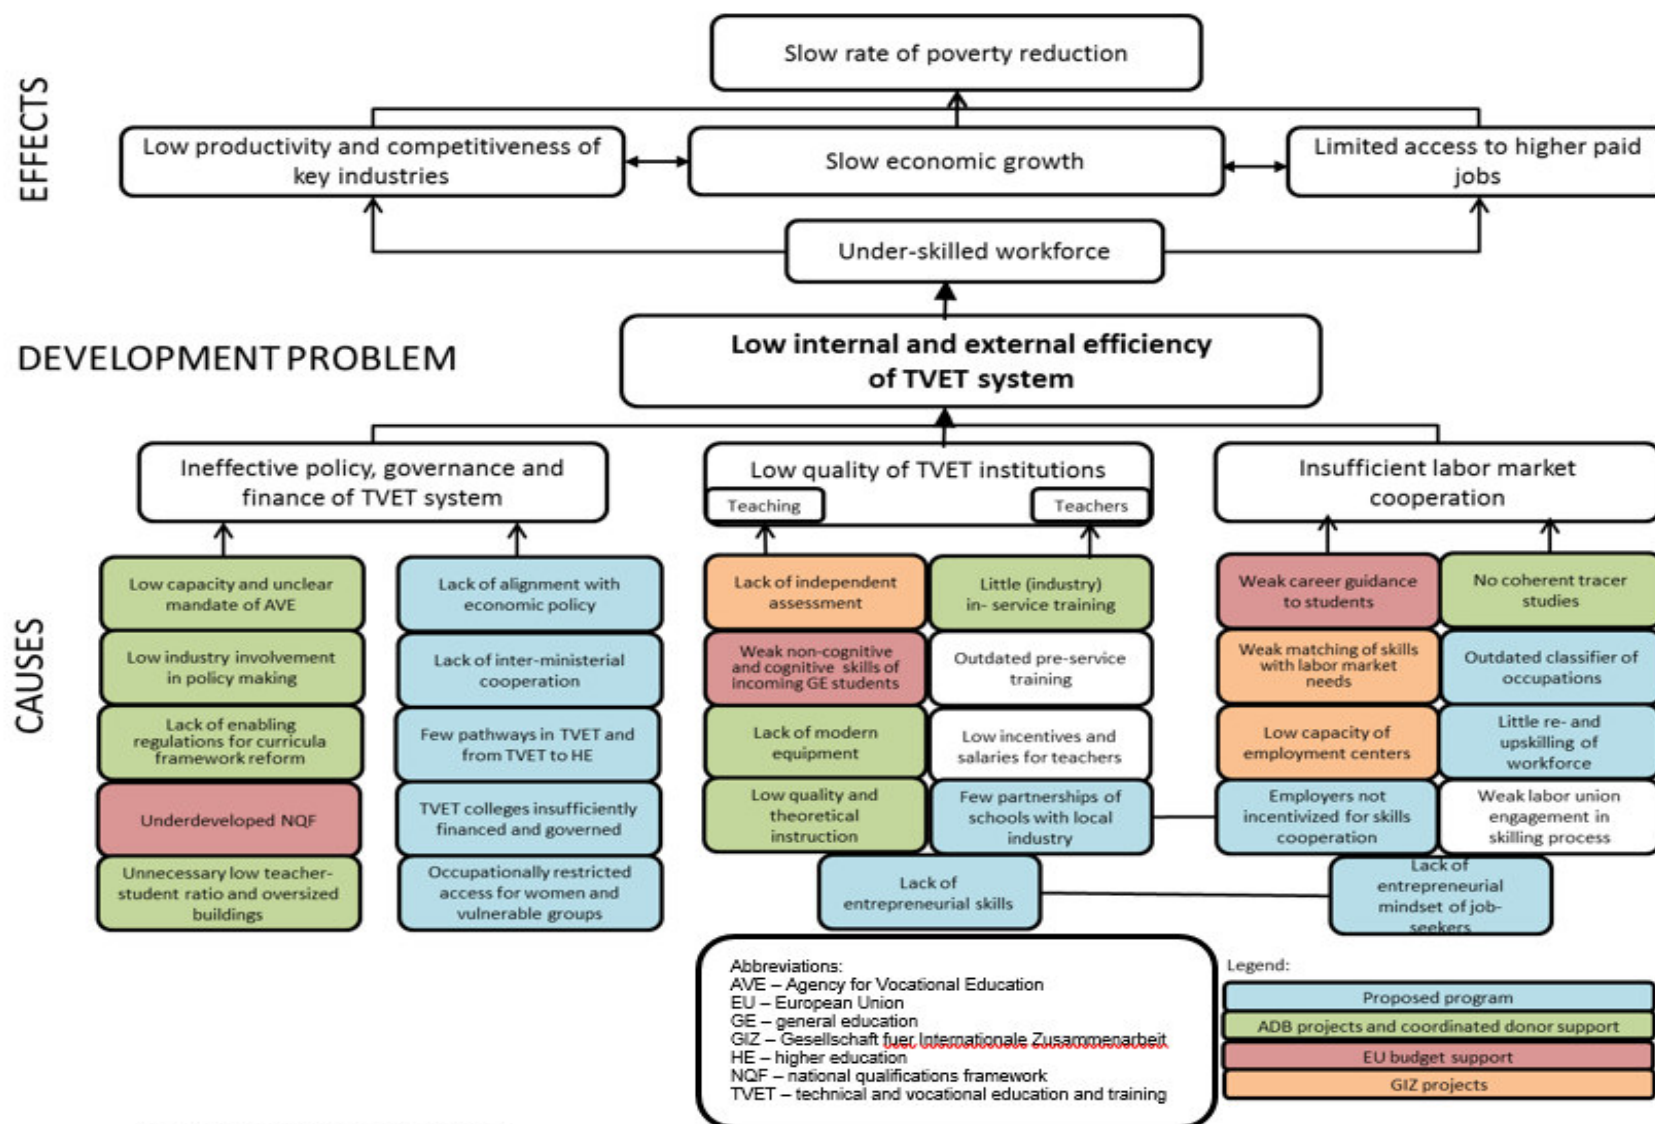 EFFECTS
Slow rate of poverty reduction
Low productivity and competitiveness of
key industries
Slow economic growth
Limited access to higher paid
jobs
Under-skilled workforce
DEVELOPMENT PROBLEM
Low internal and external efficiency
of TVET system
CAUSES
Ineffective policy, governance and
finance of TVET system
Low capacity and unclear
mandate of AVE
Low industry involvement
in policy making
Lack of enabling
regulations for curricula
framework reform
Underdeveloped NQF
Unnecessary low teacher-
student ratio and oversized
buildings
Lack of alignment with
economic policy
Lack of inter-ministerial
cooperation
Few pathways in TVET and
from TVET to HE
TVET colleges insufficiently
financed and governed
Occupationally restricted
access for women and
vulnerable groups
Low quality of TVET institutions
Teaching
Teachers
Lack of independent
assessment
Weak non-cognitive
and cognitive skills of
incoming GE students
Lack of modern
equipment
Low quality and
theoretical
instruction
Little (industry)
in- service training
Outdated pre-service
training
Low incentives and
salaries for teachers
Few partnerships of
schools with local
industry
Lack of
entrepreneurial skills
Insufficient labor market
cooperation
Weak career guidance
to students
Weak matching of skills
with labor market
needs
Low capacity of
employment centers
Employers not
incentivized for skills
cooperation
No coherent tracer
studies
Outdated classifier of
occupations
Little re- and
upskilling of
workforce
Weak labor union
engagement in
skilling process
Lack of
entrepreneurial
mindset of job-
seekers
Abbreviations:
AVE – Agency for Vocational Education
EU – European Union
GE – general education
GIZ – Gesellschaft fuer Internationale Zusammenarbeit
HE – higher education
NQF – national qualifications framework
TVET – technical and vocational education and training
Legend:
Proposed program
ADB projects and coordinated donor support
EU budget support
GIZ projects